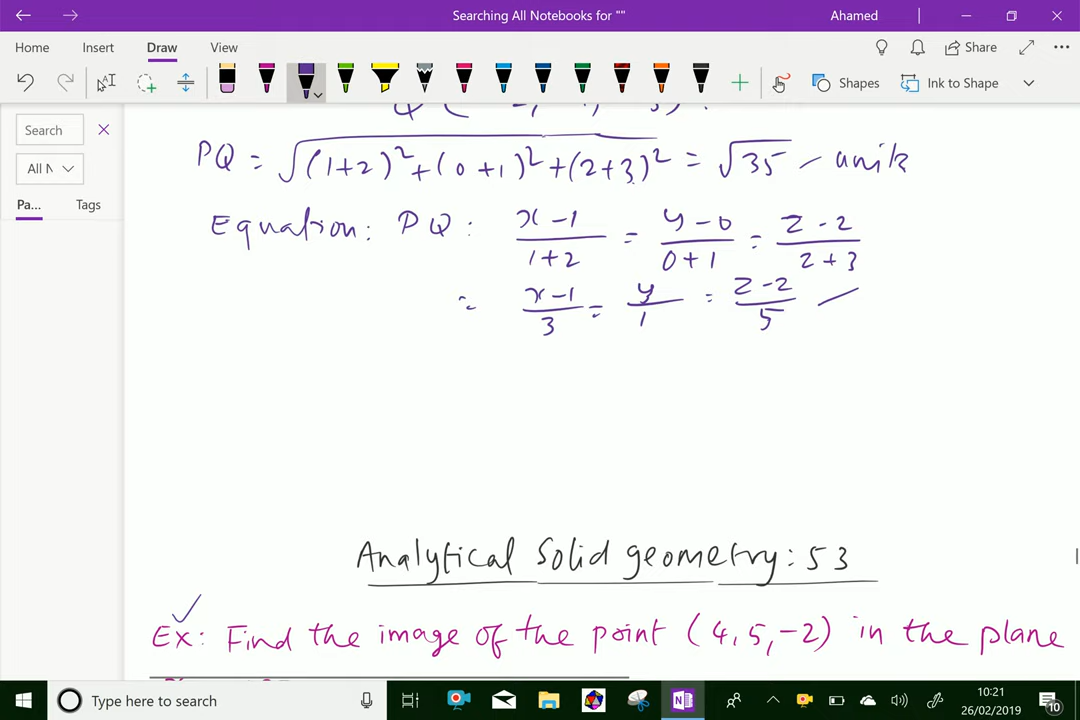 Searching All Notebooks for ""
Ahamed
Home Insert Draw View Share
Shapes Ink to Shape
Search
All N
Pa... Tags
PQ = √(1+2)²+(0+1)²+(2+3)² = √35
Equation: PQ: x-1/1+2 = y-0/0+1 = z-2/2+3
x-1/3 = y/1 = z-2/5
Analytical Solid geometry: 53
Ex: Find the image of the point (4,5,-2) in the plane
Type here to search
10:21
26/02/2019
10